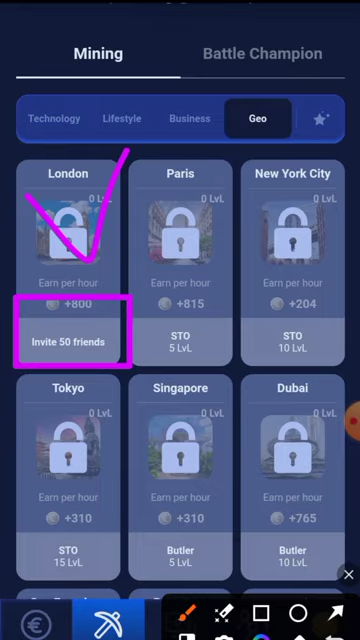 Mining Battle Champion
Technology Lifestyle Business Geo
London Paris New York City
0 LvL 0 LvL 0 LvL
Earn per hour Earn per hour Earn per hour
+800 +815 +204
Invite 50 friends STO STO
5 LvL 10 LvL
Tokyo Singapore Dubai
0 LvL 0 LvL 0 LvL
Earn per hour Earn per hour Earn per hour
+310 +310 +765
STO Butler Butler
15 LvL 5 LvL 10 LvL